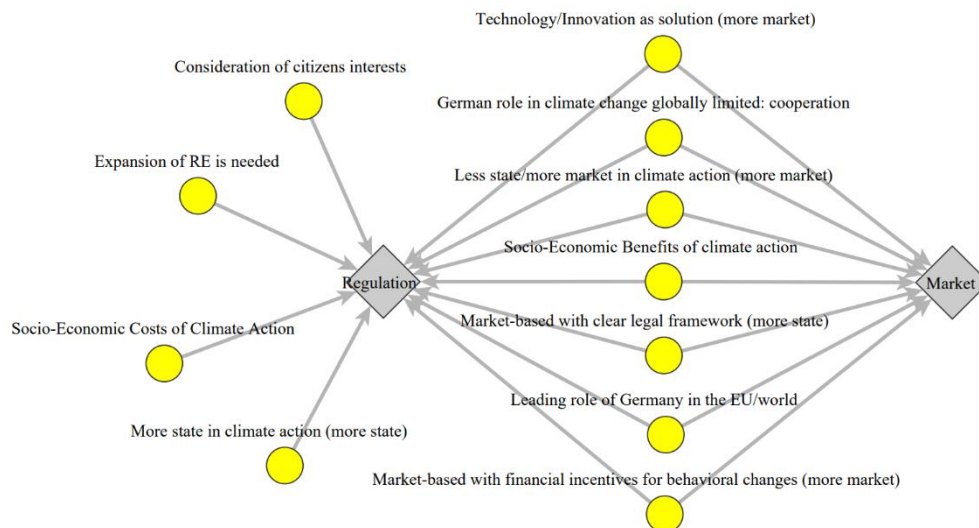 Technology/Innovation as solution (more market)
Consideration of citizens interests
German role in climate change globally limited: cooperation
Expansion of RE is needed
Less state/more market in climate action (more market)
Socio-Economic Benefits of climate action
Regulation
Market
Socio-Economic Costs of Climate Action
Market-based with clear legal framework (more state)
Leading role of Germany in the EU/world
More state in climate action (more state)
Market-based with financial incentives for behavioral changes (more market)